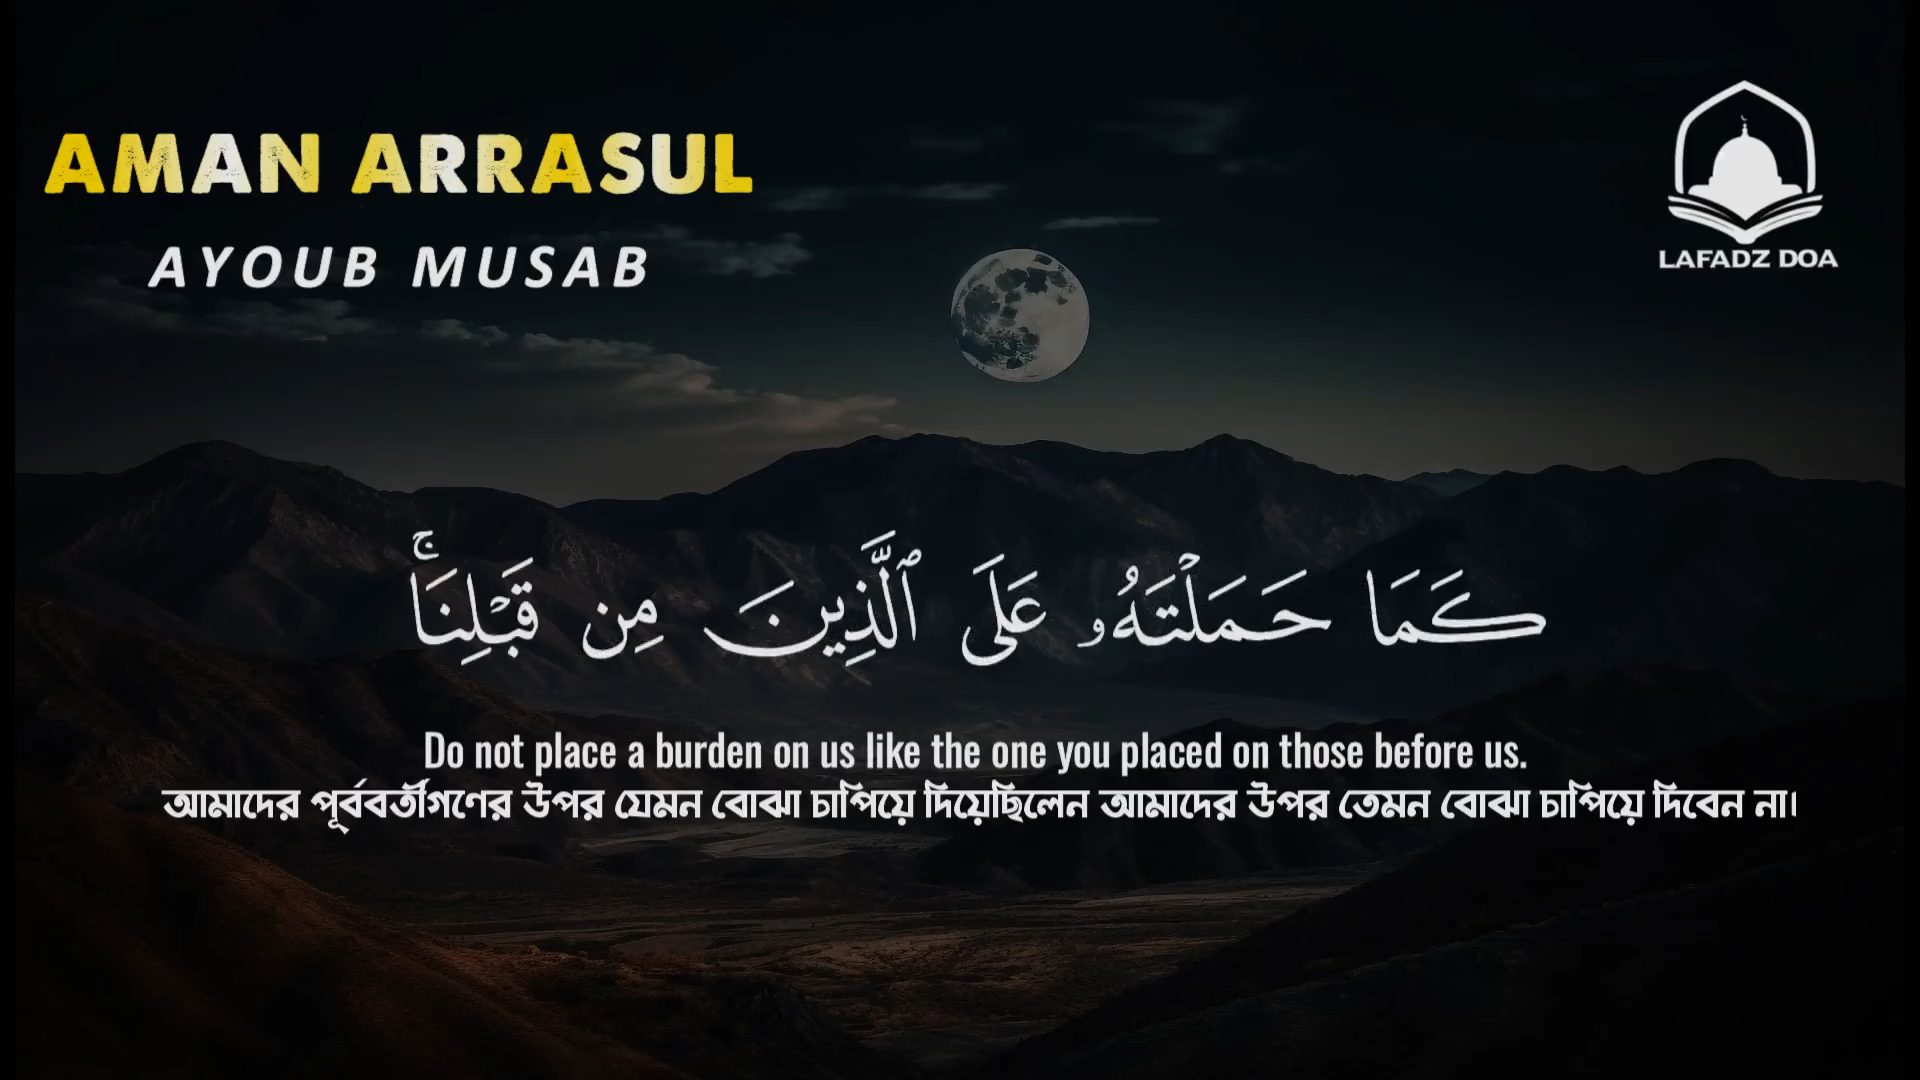 AMAN ARRASUL
AYOUB MUSAB
LAFADZ DOA
كَمَا حَمَلْتَهُۥ عَلَى ٱلَّذِينَ مِن قَبْلِنَاۚ
Do not place a burden on us like the one you placed on those before us.
আমাদের পূর্ববর্তীগণের উপর যেমন বোঝা চাপিয়ে দিয়েছিলেন আমাদের উপর তেমন বোঝা চাপিয়ে দিবেন না।